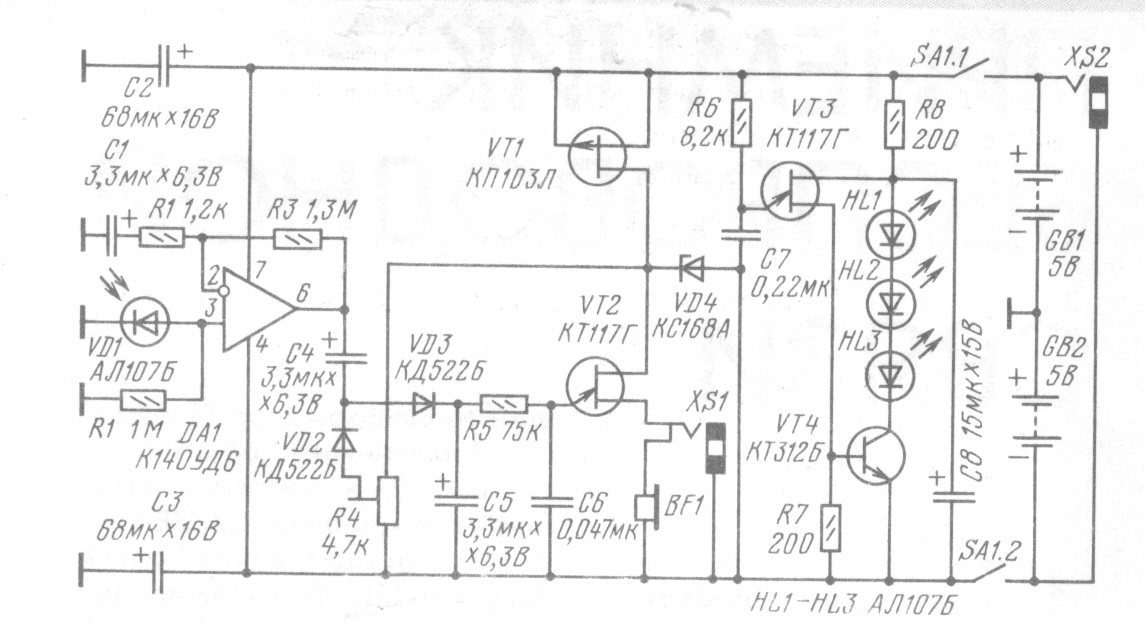 C2
68мк×16В
C1
3,3мк×6,3В
R1 1,2к
R3 1,3М
2
3
7
4
6
VD1
АЛ107Б
R1 1М
DA1
К140УД6
C3
68мк×16В
C4
3,3мк×
×6,3В
VD2
КД522Б
R4
4,7к
VD3
КД522Б
R5 75к
C5
3,3мк×
×6,3В
C6
0,047мк
VT1
КП103Л
VT2
КТ117Г
VD4
КС168А
XS1
BF1
R6
8,2к
VT3
КТ117Г
C7
0,22мк
R8
200
HL1
HL2
HL3
VT4
КТ312Б
R7
200
C8 15мк×15В
SA1.1
XS2
GB1
5В
GB2
5В
SA1.2
HL1–HL3 АЛ107Б